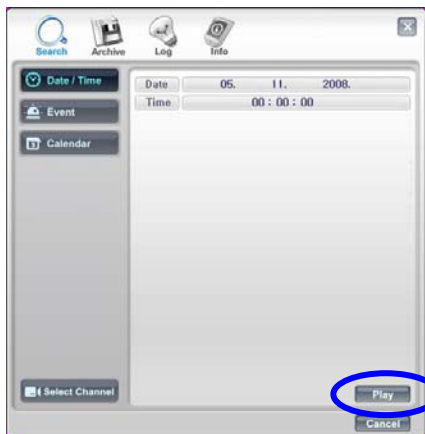 Search Archive Log Info
Date / Time
Date 05. 11. 2008.
Time 00 : 00 : 00
Event
Calendar
Select Channel
Play
Cancel